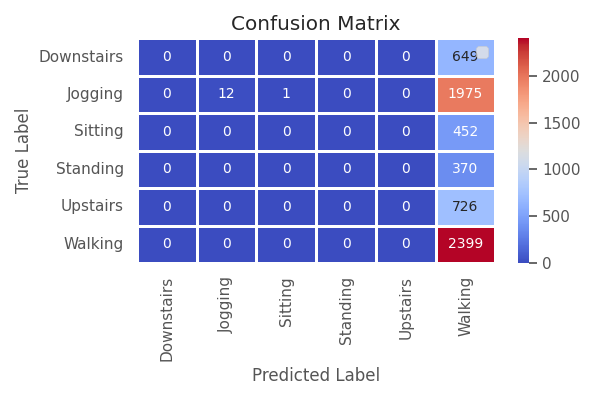 Confusion Matrix
Downstairs 0 0 0 0 0 649
Jogging 0 12 1 0 0 1975
Sitting 0 0 0 0 0 452
Standing 0 0 0 0 0 370
Upstairs 0 0 0 0 0 726
Walking 0 0 0 0 0 2399
True Label
Downstairs Jogging Sitting Standing Upstairs Walking
Predicted Label
2000
1500
1000
500
0